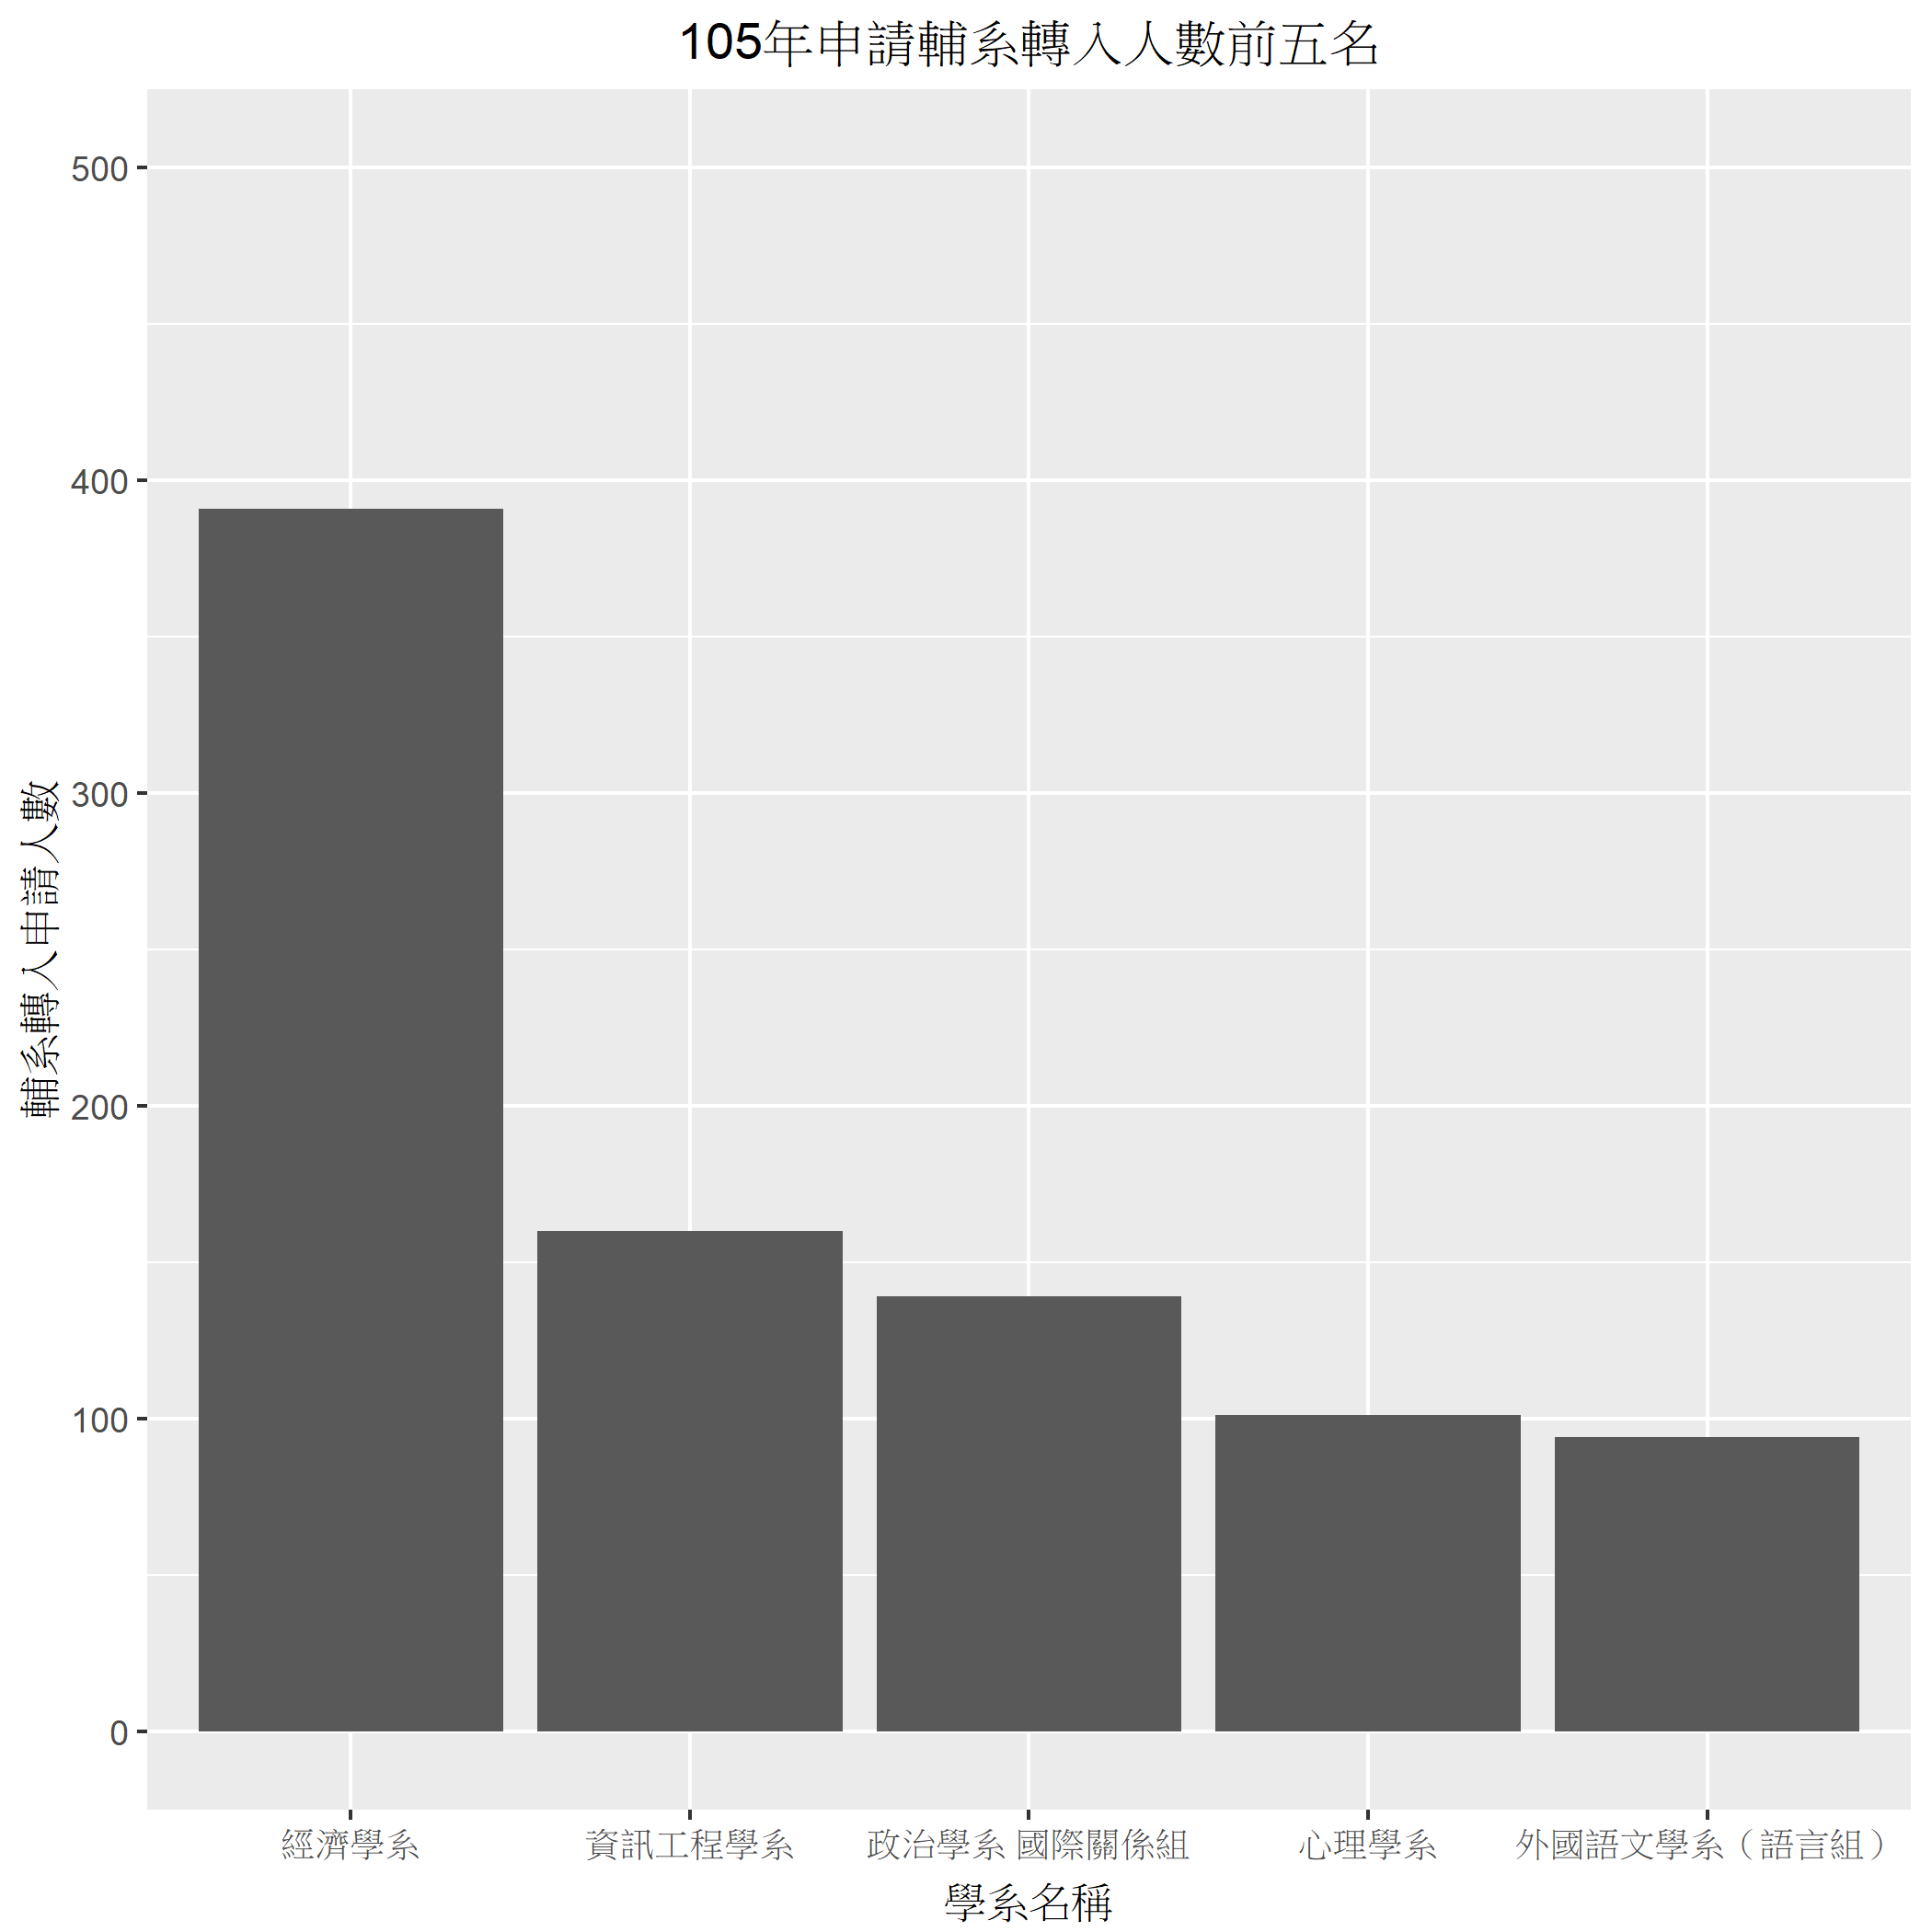 105年申請輔系轉入人數前五名
輔系轉入申請人數
500
400
300
200
100
0
經濟學系
資訊工程學系
政治學系 國際關係組
心理學系
外國語文學系（語言組）
學系名稱